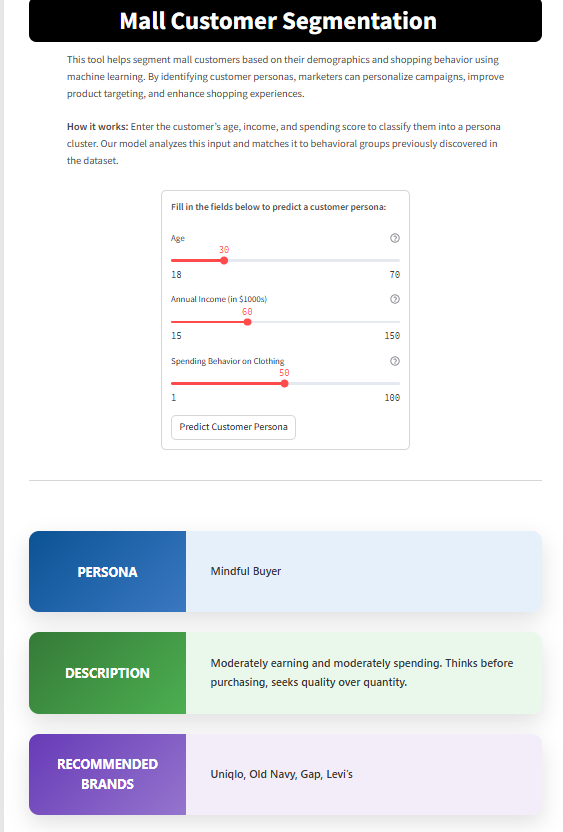 Mall Customer Segmentation
This tool helps segment mall customers based on their demographics and shopping behavior using
machine learning. By identifying customer personas, marketers can personalize campaigns, improve
product targeting, and enhance shopping experiences.
How it works: Enter the customer's age, income, and spending score to classify them into a persona
cluster. Our model analyzes this input and matches it to behavioral groups previously discovered in
the dataset.
Fill in the fields below to predict a customer persona:
Age
30
18 70
Annual Income (in $1000s)
60
15 150
Spending Behavior on Clothing
50
1 100
Predict Customer Persona
PERSONA
Mindful Buyer
DESCRIPTION
Moderately earning and moderately spending. Thinks before
purchasing, seeks quality over quantity.
RECOMMENDED
BRANDS
Uniqlo, Old Navy, Gap, Levi's